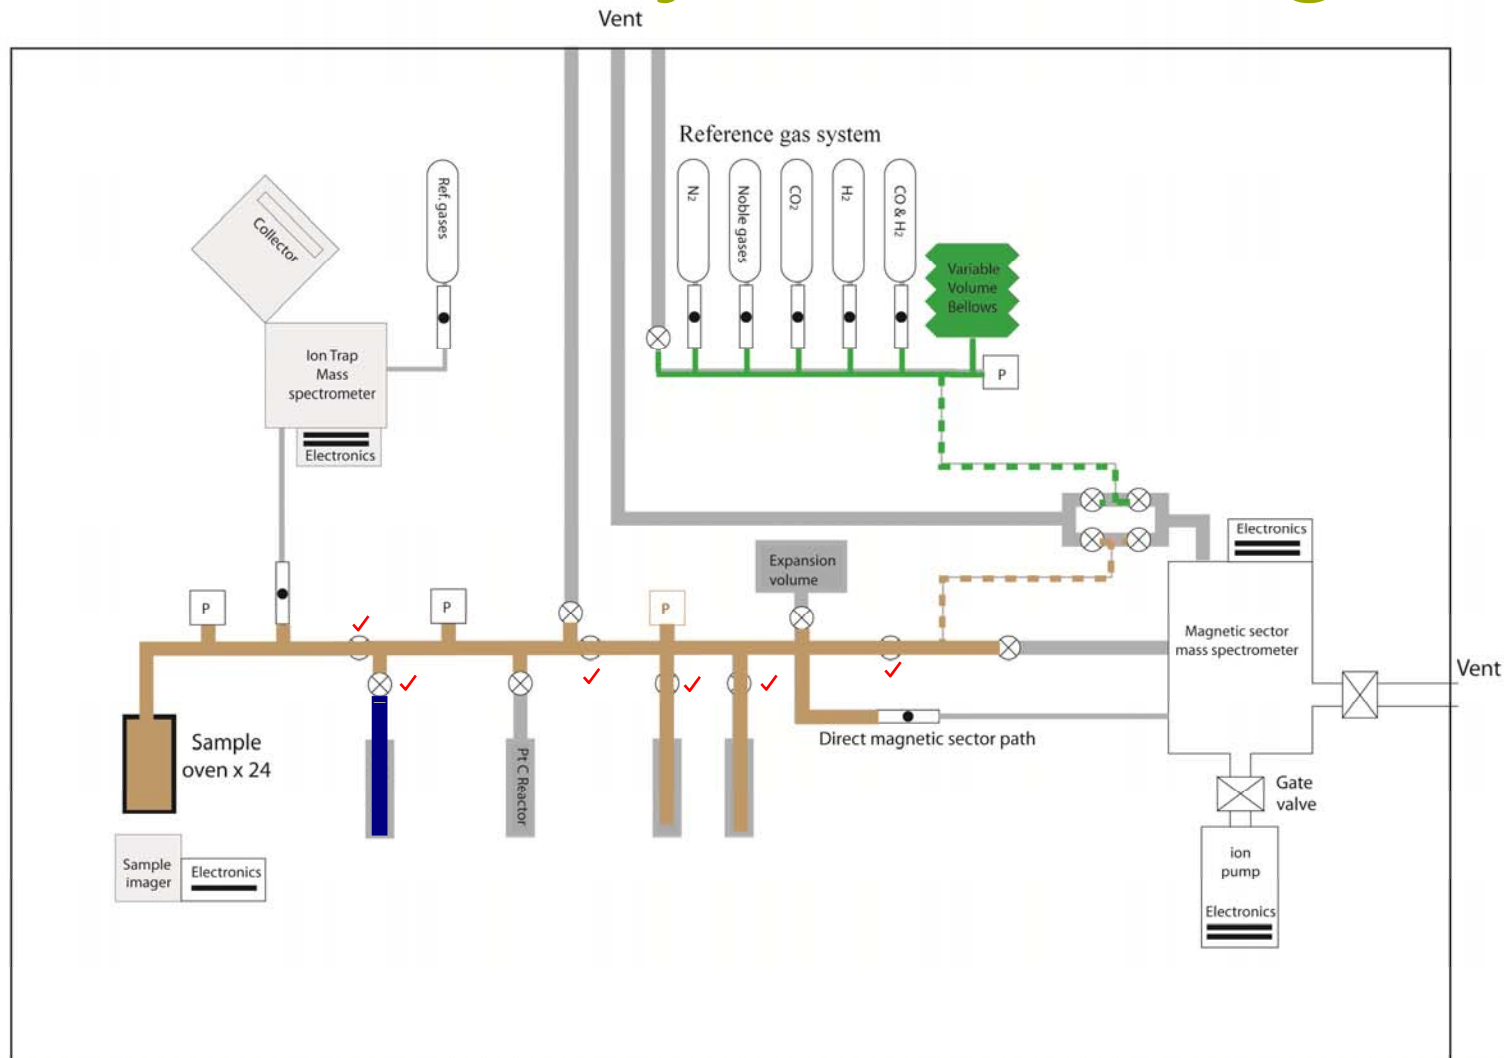 Vent
Reference gas system
N2
Noble gases
CO2
H2
CO & H2
Ref. gases
Collector
Variable
Volume
Bellows
P
Ion Trap
Mass
spectrometer
Electronics
Electronics
Expansion
volume
P
P
P
Magnetic sector
mass spectrometer
Vent
Direct magnetic sector path
Sample
oven x 24
Pt C Reactor
Gate
valve
Sample
imager
Electronics
ion
pump
Electronics